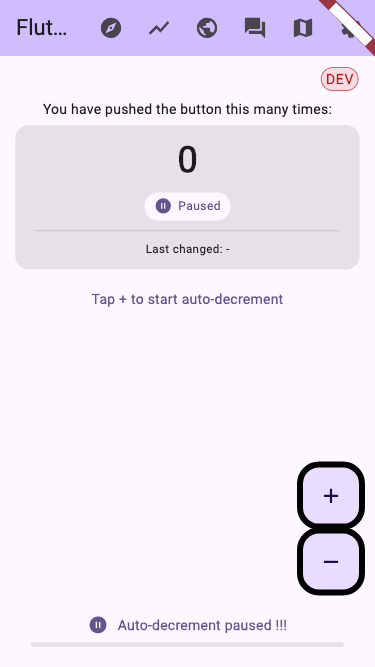 Flut...
DEV
You have pushed the button this many times:
0
Paused
Last changed: -
Tap + to start auto-decrement
+
−
Auto-decrement paused !!!